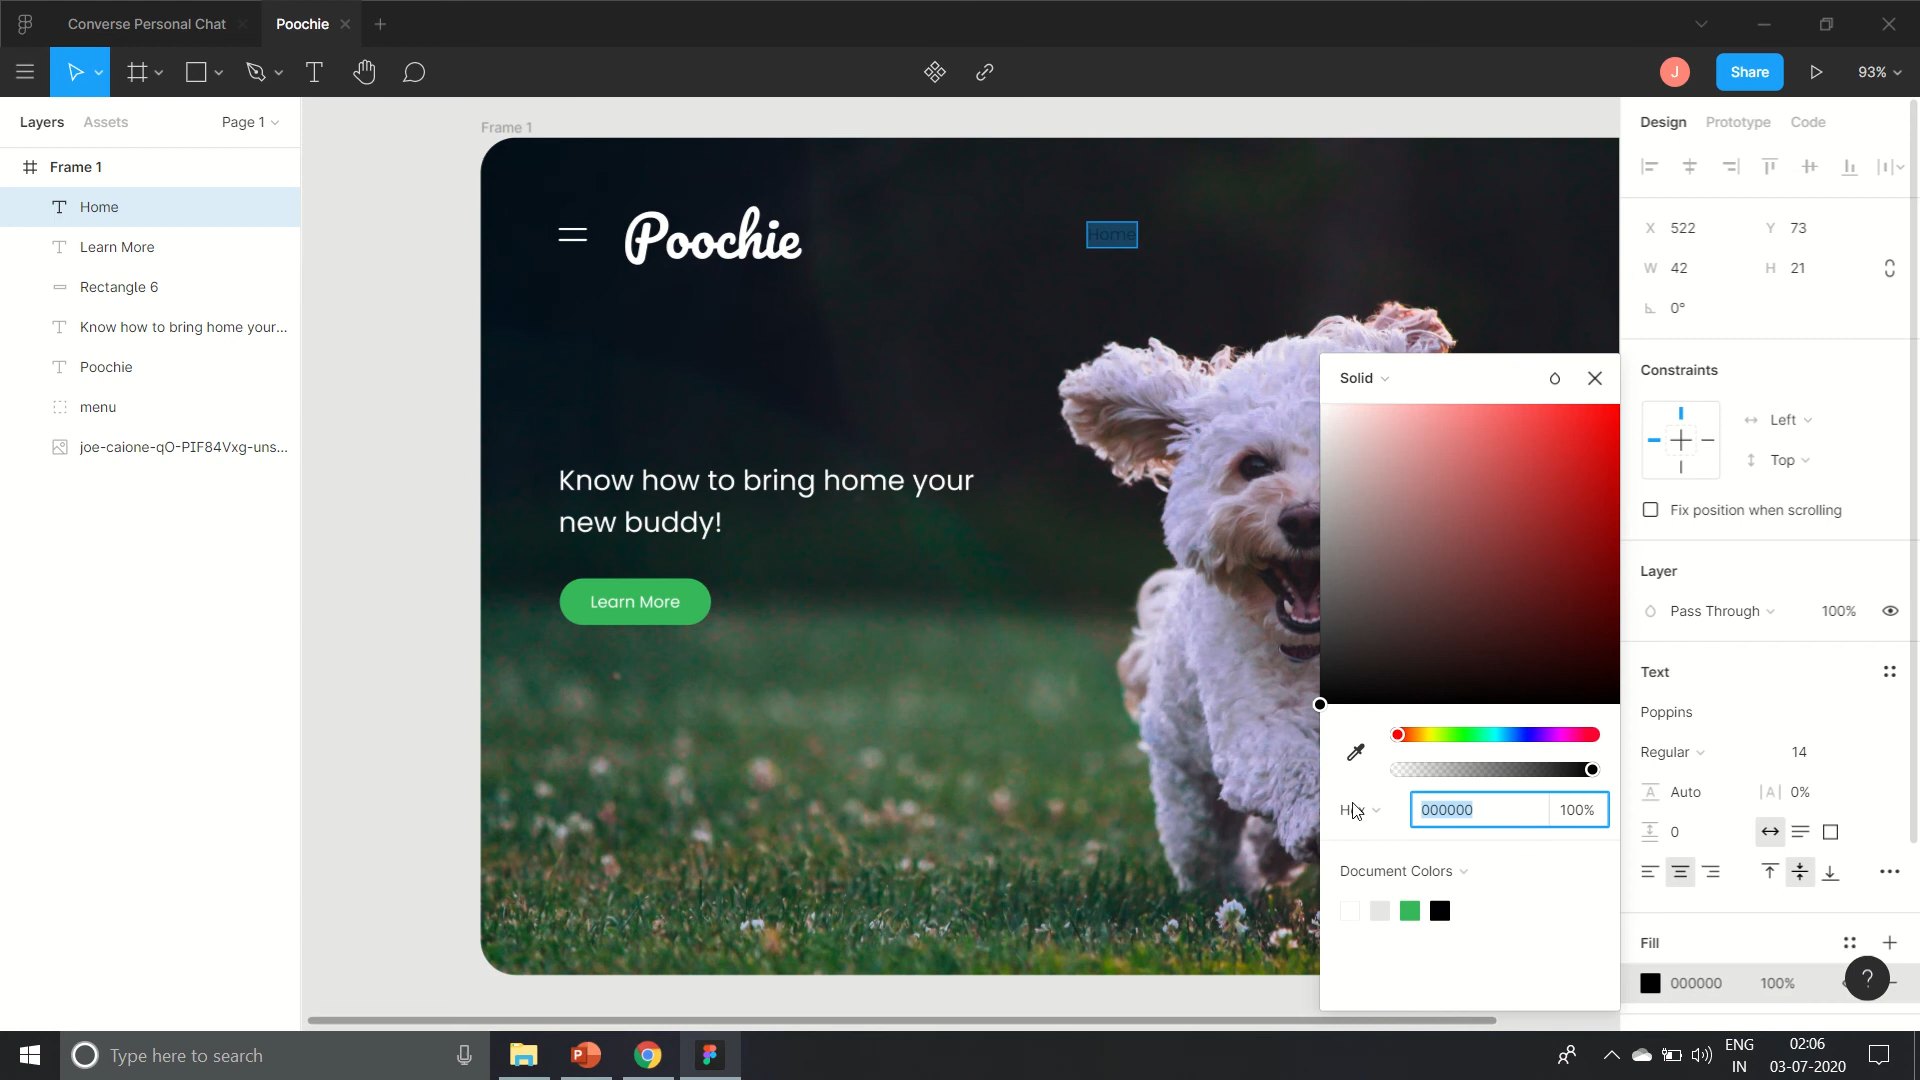 Converse Personal Chat
Poochie
J
Share
93%
Layers
Assets
Page 1
Frame 1
Home
Learn More
Rectangle 6
Know how to bring home your...
Poochie
menu
joe-caione-qO-PIF84Vxg-uns...
Frame 1
Poochie
Home
Know how to bring home your
new buddy!
Learn More
Solid
Hex
000000
100%
Document Colors
Design
Prototype
Code
X 522
Y 73
W 42
H 21
0°
Constraints
Left
Top
Fix position when scrolling
Layer
Pass Through
100%
Text
Poppins
Regular
14
A Auto
|A| 0%
0
Fill
000000
100%
?
Type here to search
ENG
IN
02:06
03-07-2020